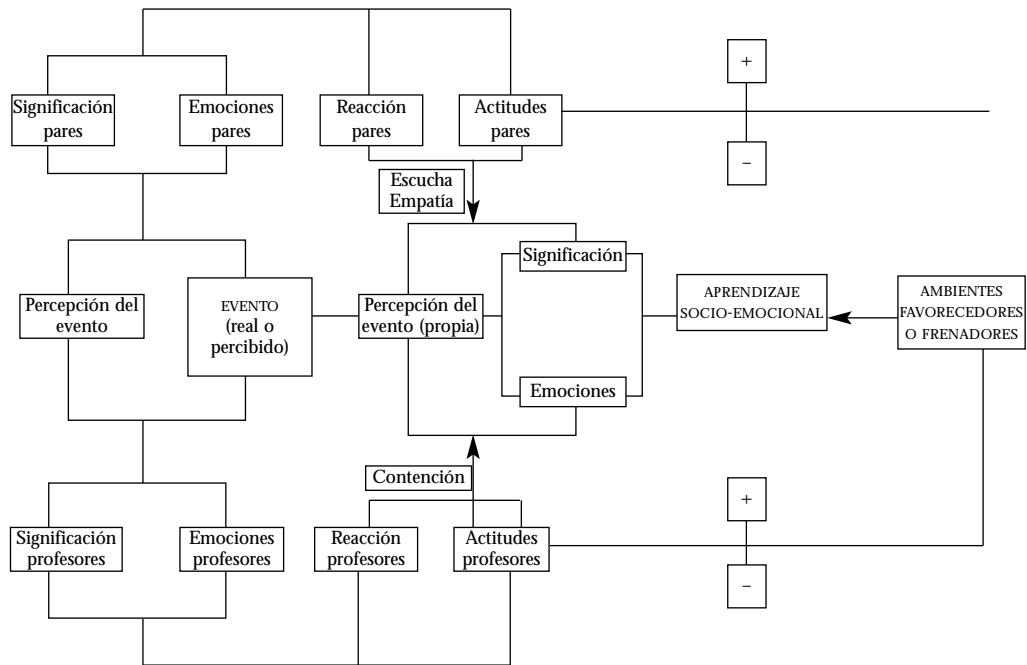 +
Significación
pares
Emociones
pares
Reacción
pares
Actitudes
pares
–
Escucha
Empatía
Significación
Percepción del
evento
EVENTO
(real o
percibido)
Percepción del
evento (propia)
APRENDIZAJE
SOCIO-EMOCIONAL
AMBIENTES
FAVORECEDORES
O FRENADORES
Emociones
Contención
+
Significación
profesores
Emociones
profesores
Reacción
profesores
Actitudes
profesores
–